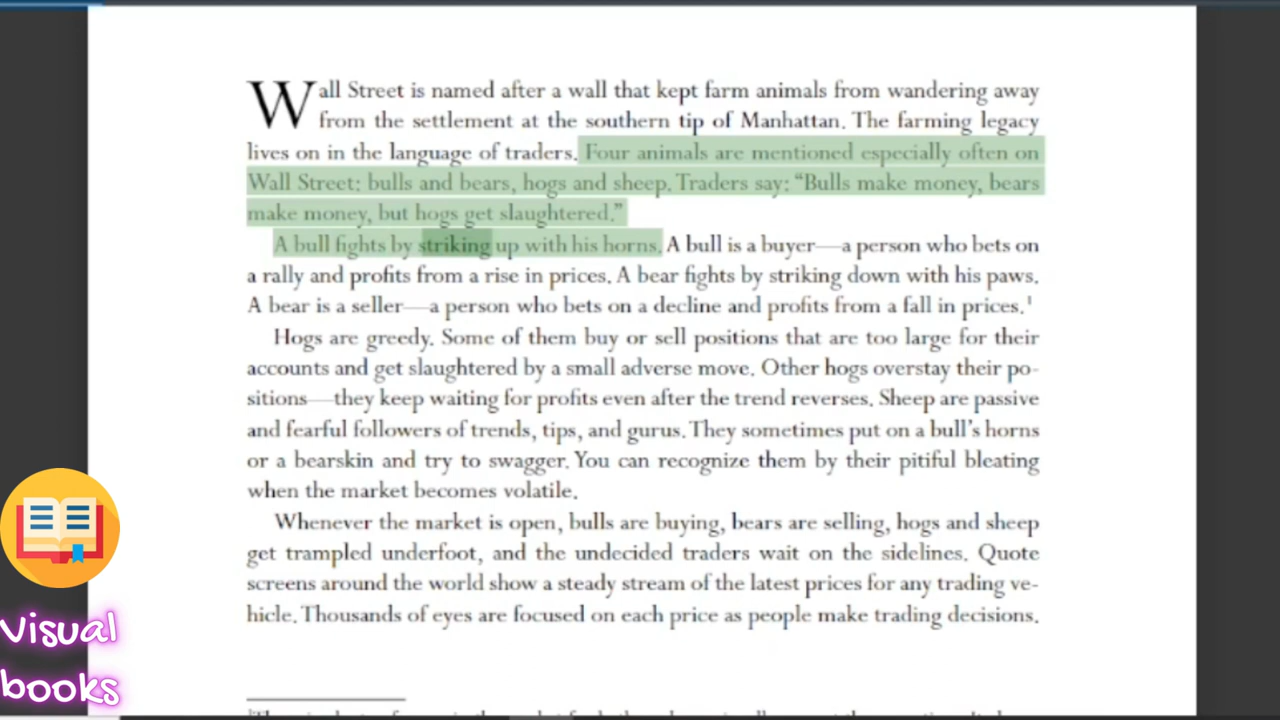 Wall Street is named after a wall that kept farm animals from wandering away
from the settlement at the southern tip of Manhattan. The farming legacy
lives on in the language of traders. Four animals are mentioned especially often on
Wall Street: bulls and bears, hogs and sheep. Traders say: “Bulls make money, bears
make money, but hogs get slaughtered.”
A bull fights by striking up with his horns. A bull is a buyer—a person who bets on
a rally and profits from a rise in prices. A bear fights by striking down with his paws.
A bear is a seller—a person who bets on a decline and profits from a fall in prices.¹
Hogs are greedy. Some of them buy or sell positions that are too large for their
accounts and get slaughtered by a small adverse move. Other hogs overstay their po-
sitions—they keep waiting for profits even after the trend reverses. Sheep are passive
and fearful followers of trends, tips, and gurus. They sometimes put on a bull’s horns
or a bearskin and try to swagger. You can recognize them by their pitiful bleating
when the market becomes volatile.
Whenever the market is open, bulls are buying, bears are selling, hogs and sheep
get trampled underfoot, and the undecided traders wait on the sidelines. Quote
screens around the world show a steady stream of the latest prices for any trading ve-
hicle. Thousands of eyes are focused on each price as people make trading decisions.
Visual
books